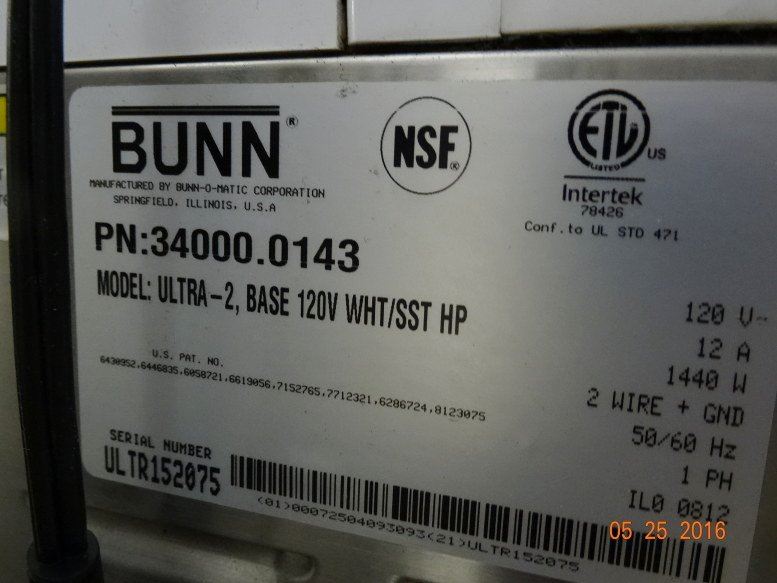 BUNN®
MANUFACTURED BY BUNN-O-MATIC CORPORATION
SPRINGFIELD, ILLINOIS, U.S.A
NSF®
ETL
LISTED
US
Intertek
78426
Conf.to UL STD 471
PN:34000.0143
MODEL: ULTRA-2, BASE 120V WHT/SST HP
U.S. PAT. NO.
6430952,6446835,6058721,6619056,7152765,7712321,6286724,8123075
120 V~
12 A
1440 W
2 WIRE + GND
50/60 Hz
1 PH
IL0 0812
SERIAL NUMBER
ULTR152075
(01)00072504093093(21)ULTR152075
05 25 2016